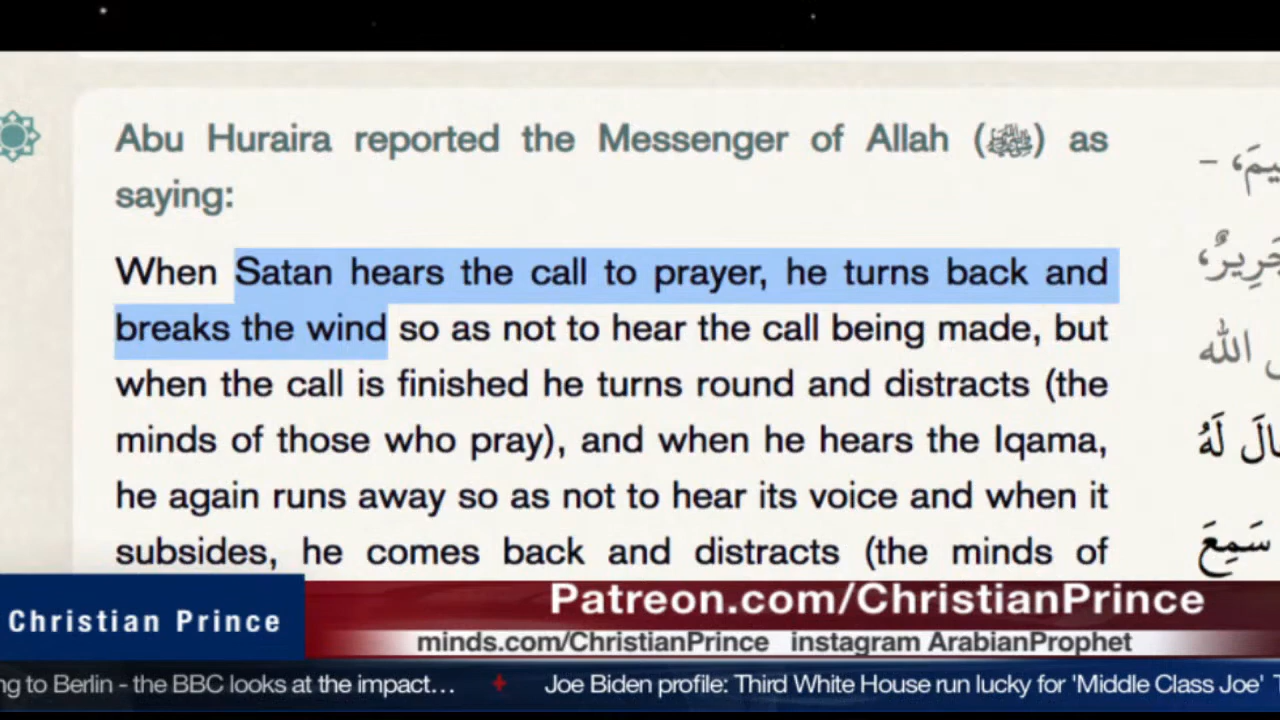 Abu Huraira reported the Messenger of Allah (ﷺ) as
saying:
When Satan hears the call to prayer, he turns back and
breaks the wind so as not to hear the call being made, but
when the call is finished he turns round and distracts (the
minds of those who pray), and when he hears the Iqama,
he again runs away so as not to hear its voice and when it
subsides, he comes back and distracts (the minds of
جَرِيرٌ،
الله
سَمِعَ
Christian Prince
Patreon.com/ChristianPrince
minds.com/ChristianPrince instagram ArabianProphet
ng to Berlin - the BBC looks at the impact...
Joe Biden profile: Third White House run lucky for 'Middle Class Joe'